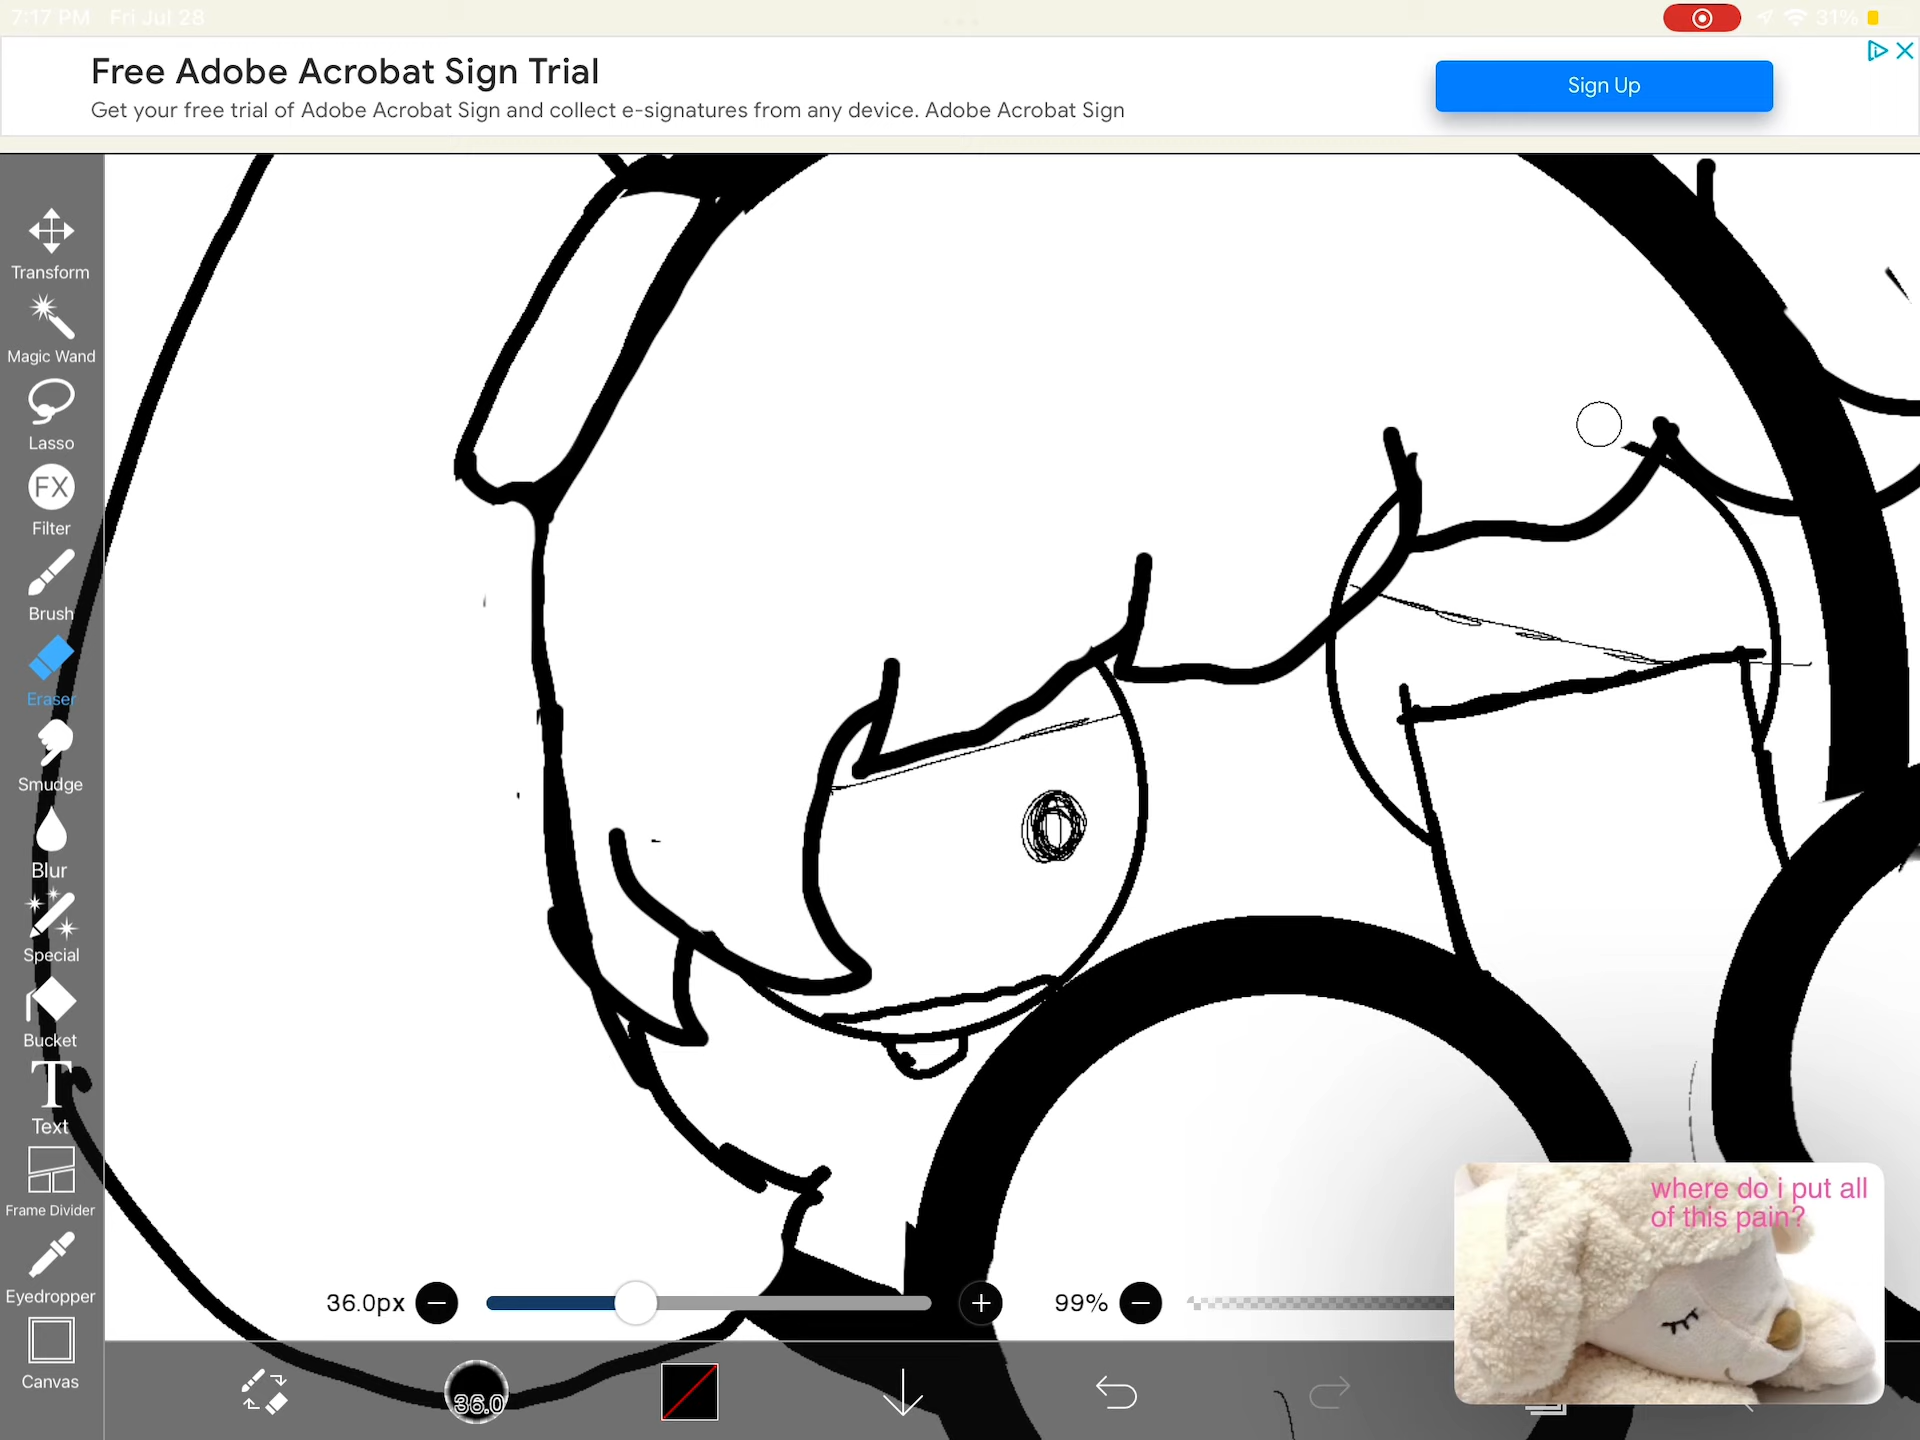 7:17 PM Fri Jul 28
31%
Free Adobe Acrobat Sign Trial
Get your free trial of Adobe Acrobat Sign and collect e-signatures from any device. Adobe Acrobat Sign
Sign Up
Transform
Magic Wand
Lasso
FX
Filter
Brush
Eraser
Smudge
Blur
Special
Bucket
T
Text
Frame Divider
Eyedropper
Canvas
where do i put all
of this pain?
36.0px
99%
36.0